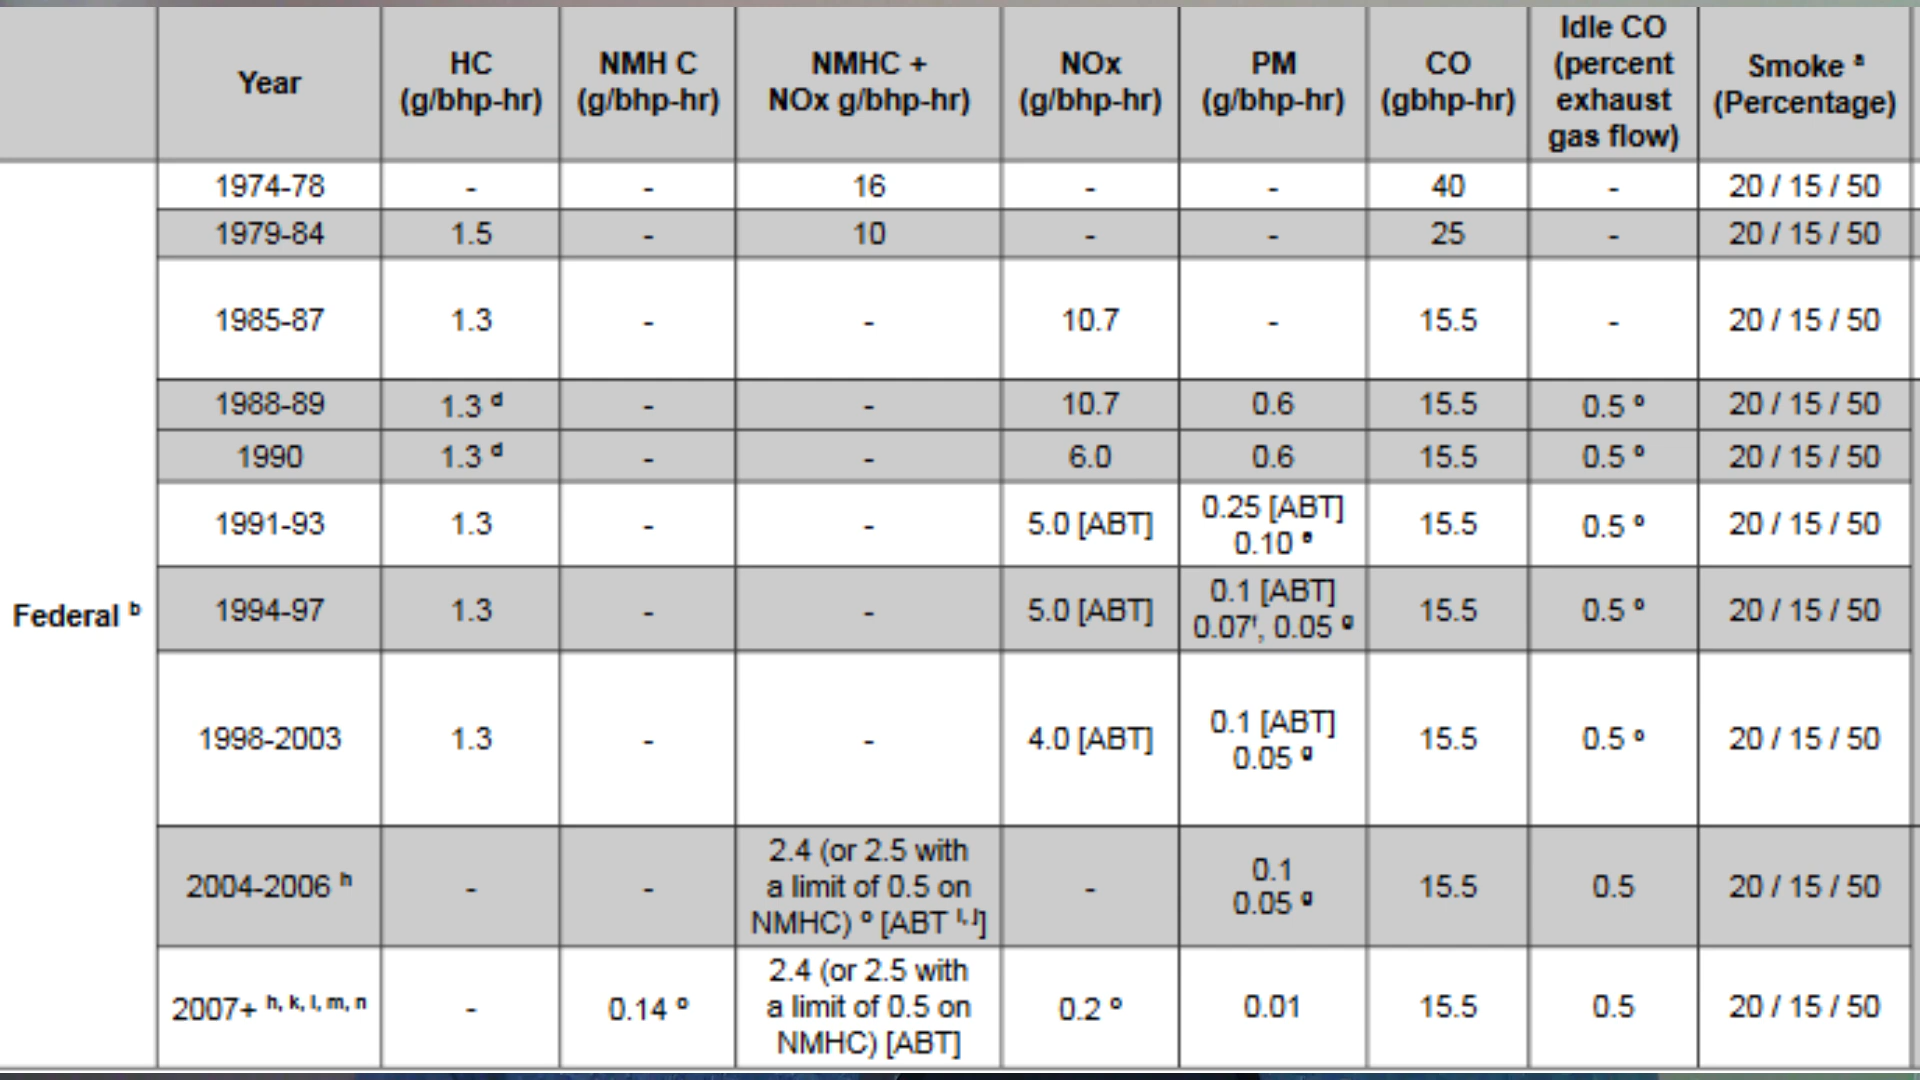 Year | HC (g/bhp-hr) | NMH C (g/bhp-hr) | NMHC + NOx g/bhp-hr) | NOx (g/bhp-hr) | PM (g/bhp-hr) | CO (gbhp-hr) | Idle CO (percent exhaust gas flow) | Smoke ᵃ (Percentage)
Federal ᵇ
1974-78 | - | - | 16 | - | - | 40 | - | 20 / 15 / 50
1979-84 | 1.5 | - | 10 | - | - | 25 | - | 20 / 15 / 50
1985-87 | 1.3 | - | - | 10.7 | - | 15.5 | - | 20 / 15 / 50
1988-89 | 1.3 ᵈ | - | - | 10.7 | 0.6 | 15.5 | 0.5 ᵒ | 20 / 15 / 50
1990 | 1.3 ᵈ | - | - | 6.0 | 0.6 | 15.5 | 0.5 ᵒ | 20 / 15 / 50
1991-93 | 1.3 | - | - | 5.0 [ABT] | 0.25 [ABT] 0.10 ᵉ | 15.5 | 0.5 ᵒ | 20 / 15 / 50
1994-97 | 1.3 | - | - | 5.0 [ABT] | 0.1 [ABT] 0.07ᶠ, 0.05 ᵍ | 15.5 | 0.5 ᵒ | 20 / 15 / 50
1998-2003 | 1.3 | - | - | 4.0 [ABT] | 0.1 [ABT] 0.05 ᵍ | 15.5 | 0.5 ᵒ | 20 / 15 / 50
2004-2006 ʰ | - | - | 2.4 (or 2.5 with a limit of 0.5 on NMHC) ᵒ [ABT ⁱ,ʲ] | - | 0.1 0.05 ᵍ | 15.5 | 0.5 | 20 / 15 / 50
2007+ ʰ, ᵏ, ˡ, ᵐ, ⁿ | - | 0.14 ᵒ | 2.4 (or 2.5 with a limit of 0.5 on NMHC) [ABT] | 0.2 ᵒ | 0.01 | 15.5 | 0.5 | 20 / 15 / 50